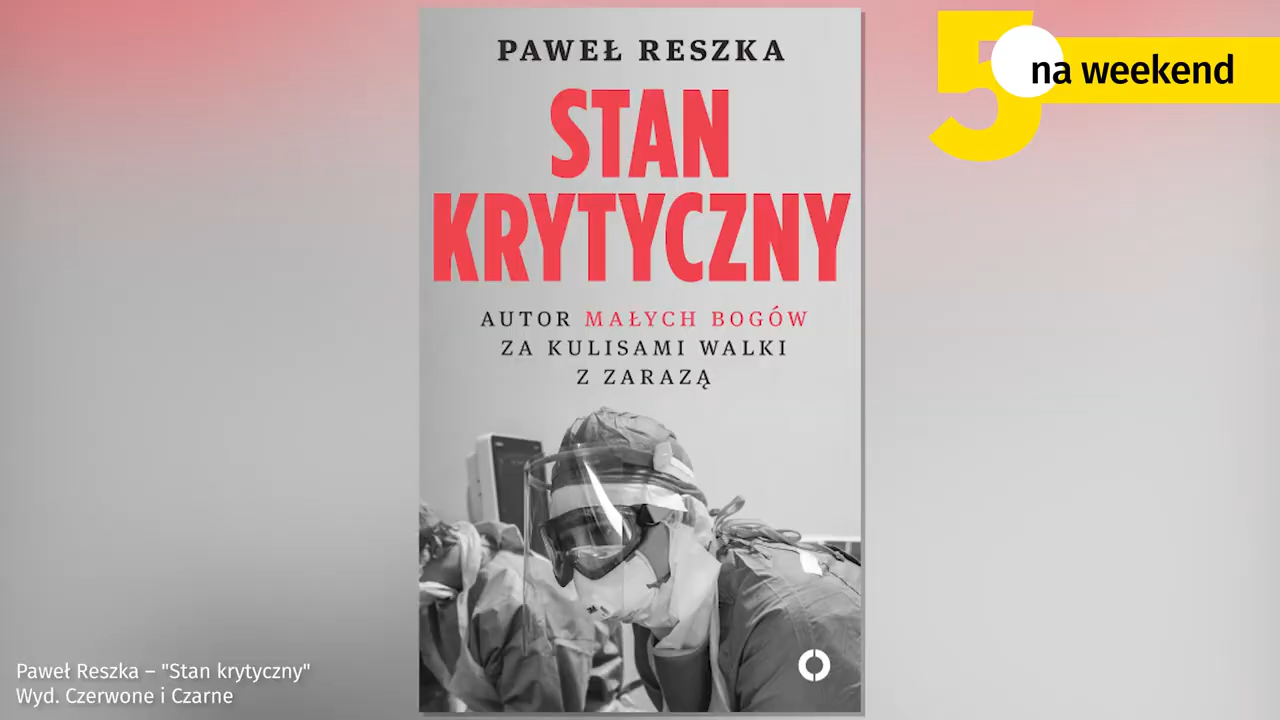 PAWEŁ RESZKA
STAN
KRYTYCZNY
AUTOR MAŁYCH BOGÓW
ZA KULISAMI WALKI
Z ZARAZĄ
5 na weekend
Paweł Reszka – "Stan krytyczny"
Wyd. Czerwone i Czarne